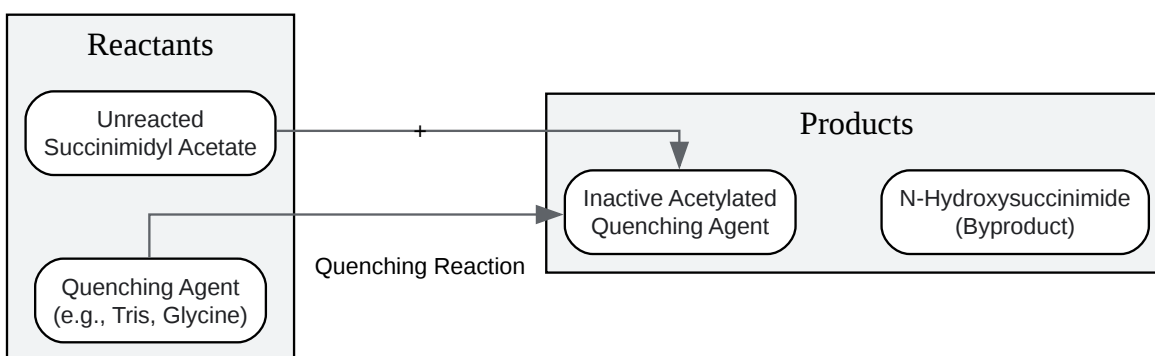 Reactants
Unreacted
Succinimidyl Acetate
+
Quenching Agent
(e.g., Tris, Glycine)
Quenching Reaction
Products
Inactive Acetylated
Quenching Agent
N-Hydroxysuccinimide
(Byproduct)